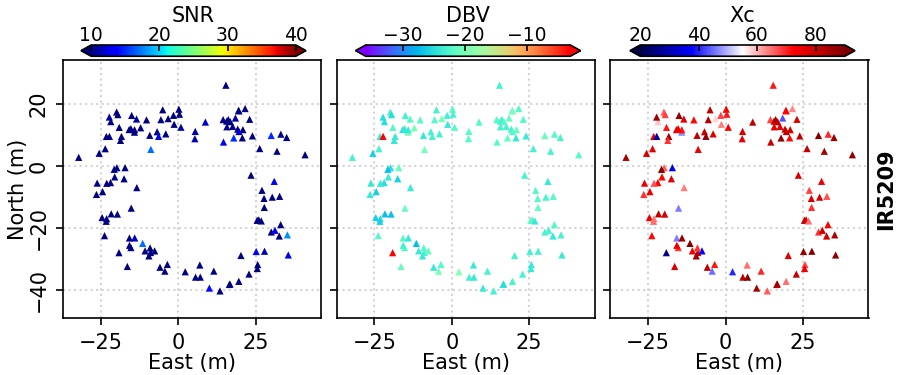 SNR
10 20 30 40
DBV
−30 −20 −10
Xc
20 40 60 80
North (m)
20
0
−20
−40
−25 0 25
East (m)
−25 0 25
East (m)
−25 0 25
East (m)
IR5209